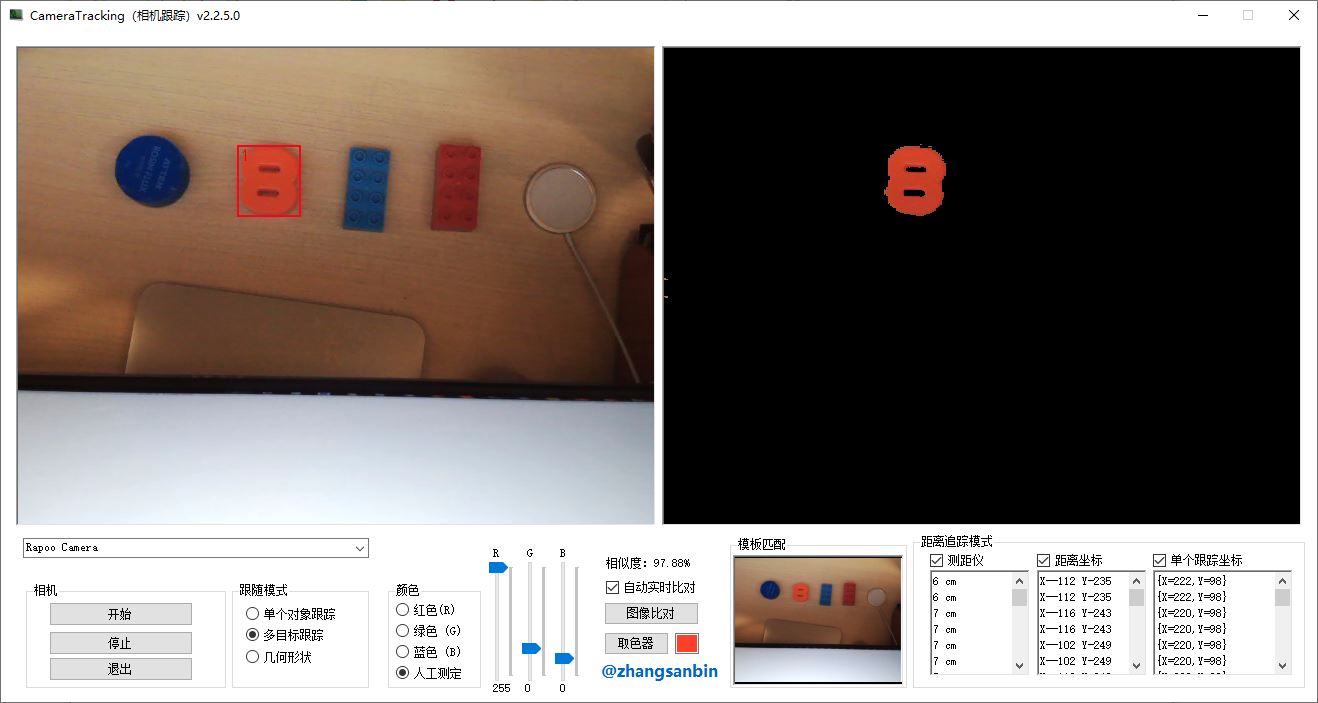 CameraTracking（相机跟踪）v2.2.5.0
1
Rapoo Camera
相机
开始
停止
退出
跟随模式
单个对象跟踪
多目标跟踪
几何形状
颜色
红色(R)
绿色 (G)
蓝色 (B)
人工测定
R G B
255 0 0
相似度: 97.88%
自动实时比对
图像比对
取色器
@zhangsanbin
模板匹配
距离追踪模式
测距仪
6 cm
6 cm
7 cm
7 cm
7 cm
7 cm
距离坐标
X--112 Y-235
X--112 Y-235
X--116 Y-243
X--116 Y-243
X--102 Y-249
X--102 Y-249
单个跟踪坐标
{X=222,Y=98}
{X=222,Y=98}
{X=220,Y=98}
{X=220,Y=98}
{X=220,Y=98}
{X=220,Y=98}